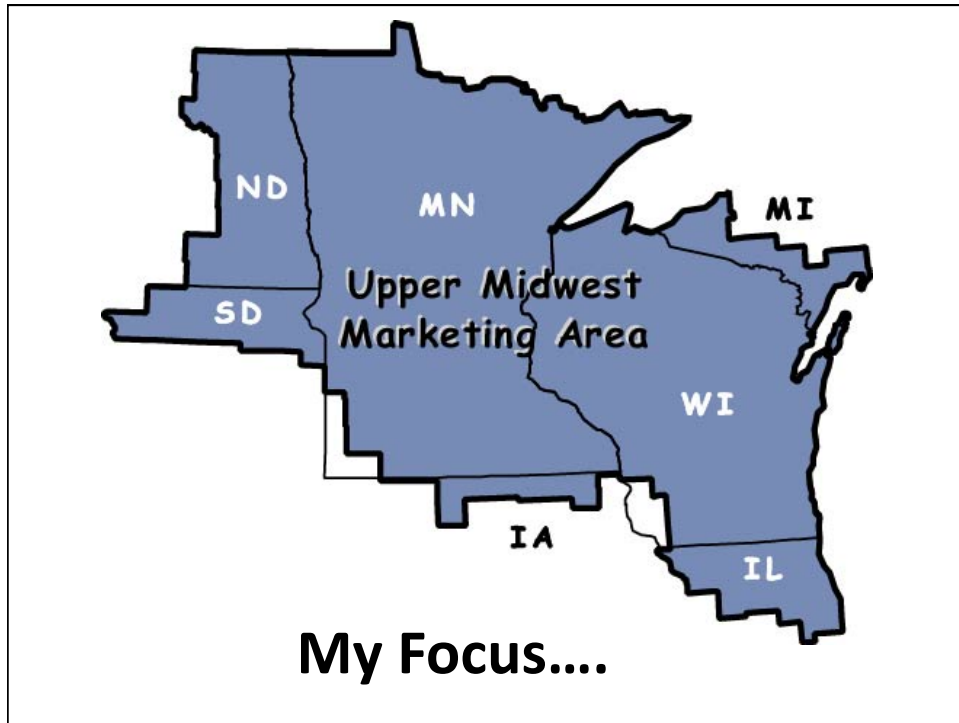 ND
MN
MI
Upper Midwest
SD
Marketing Area
WI
IA
IL
My Focus....